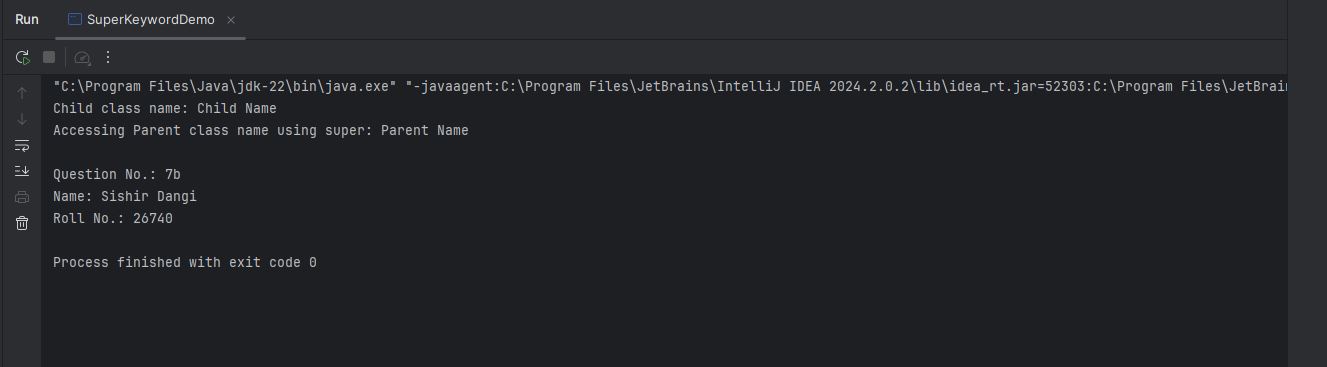 Run SuperKeywordDemo
"C:\Program Files\Java\jdk-22\bin\java.exe" "-javaagent:C:\Program Files\JetBrains\IntelliJ IDEA 2024.2.0.2\lib\idea_rt.jar=52303:C:\Program Files\JetBrain
Child class name: Child Name
Accessing Parent class name using super: Parent Name
Question No.: 7b
Name: Sishir Dangi
Roll No.: 26740
Process finished with exit code 0